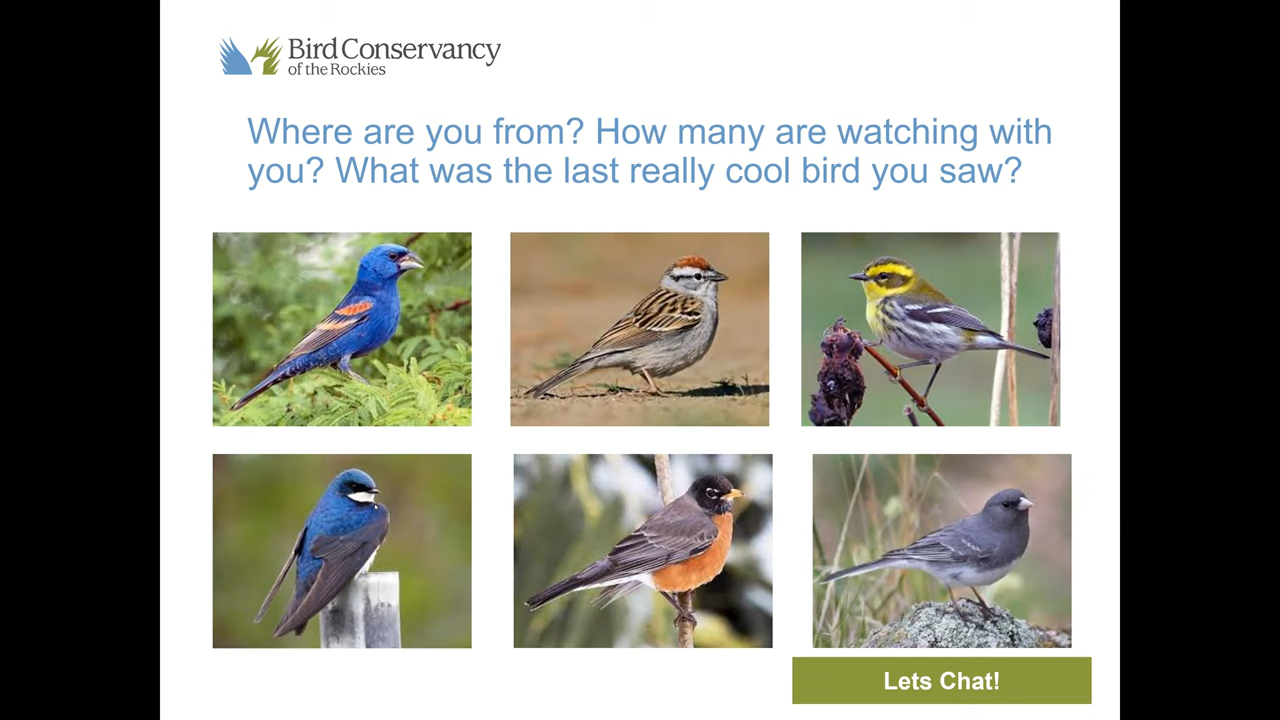 Bird Conservancy
of the Rockies
Where are you from? How many are watching with
you? What was the last really cool bird you saw?
Lets Chat!